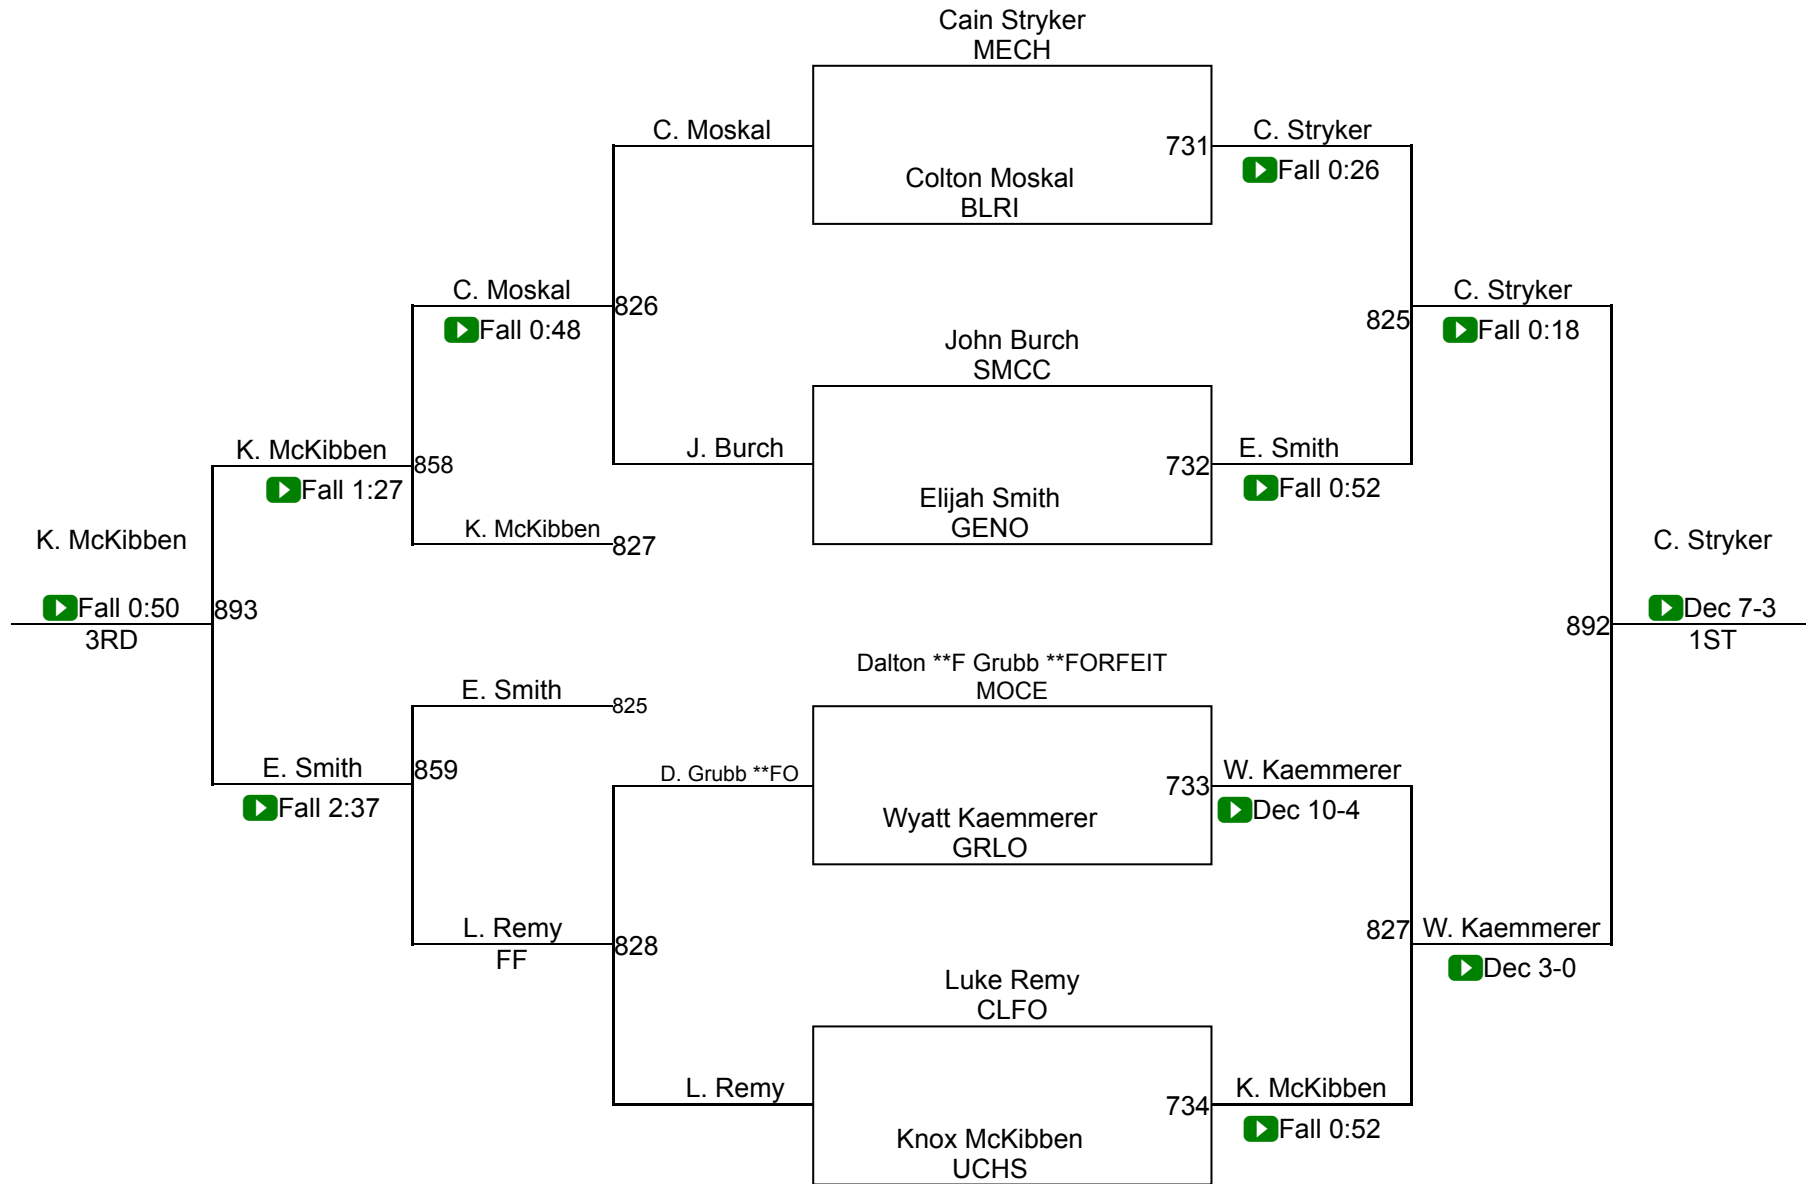 Cain Stryker
MECH
C. Moskal
731
C. Stryker
Fall 0:26
Colton Moskal
BLRI
C. Moskal
826
Fall 0:48
825
C. Stryker
Fall 0:18
John Burch
SMCC
K. McKibben
858
Fall 1:27
J. Burch
732
E. Smith
Fall 0:52
Elijah Smith
GENO
K. McKibben
827
K. McKibben
Fall 0:50
3RD
893
C. Stryker
Dec 7-3
1ST
892
Dalton **F Grubb **FORFEIT
MOCE
E. Smith
825
E. Smith
859
Fall 2:37
D. Grubb **FO
733
W. Kaemmerer
Dec 10-4
Wyatt Kaemmerer
GRLO
L. Remy
FF
828
827
W. Kaemmerer
Dec 3-0
Luke Remy
CLFO
L. Remy
734
K. McKibben
Fall 0:52
Knox McKibben
UCHS